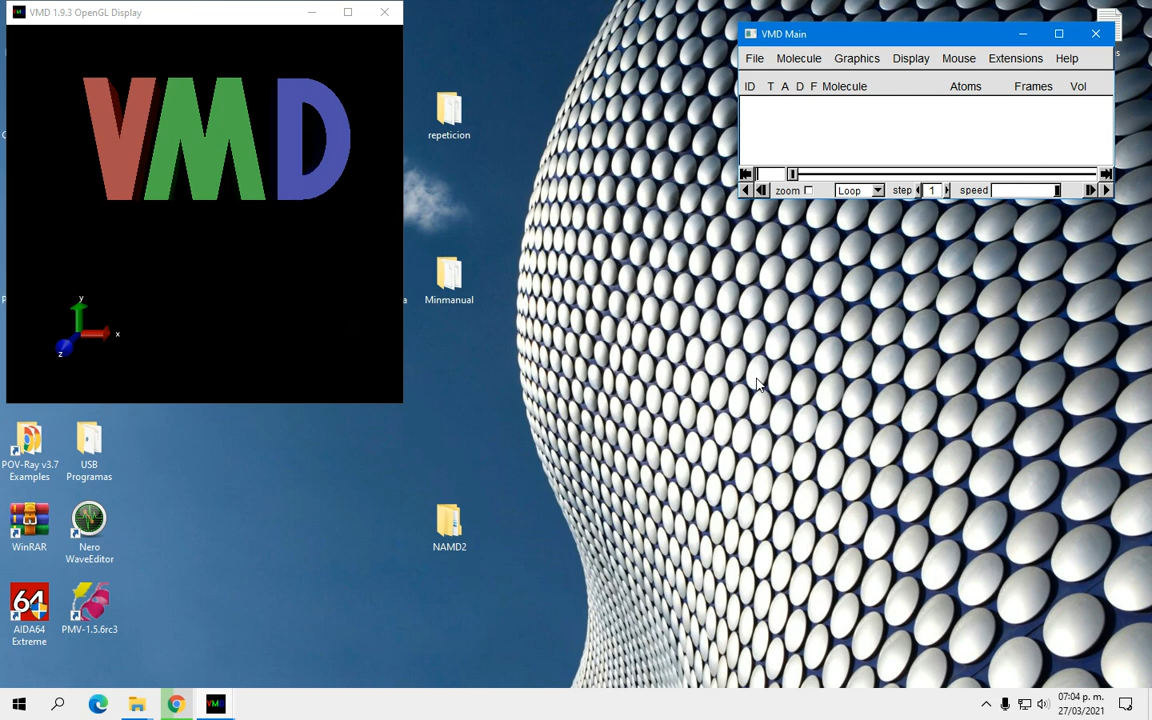 VMD 1.9.3 OpenGL Display
VMD
y
x
z
VMD Main
File Molecule Graphics Display Mouse Extensions Help
ID T A D F Molecule Atoms Frames Vol
zoom Loop step 1 speed
repeticion
Minmanual
a
POV-Ray v3.7
Examples
USB
Programas
WinRAR
Nero
WaveEditor
NAMD2
64
AIDA64
Extreme
PMV-1.5.6rc3
VMD
07:04 p. m.
27/03/2021